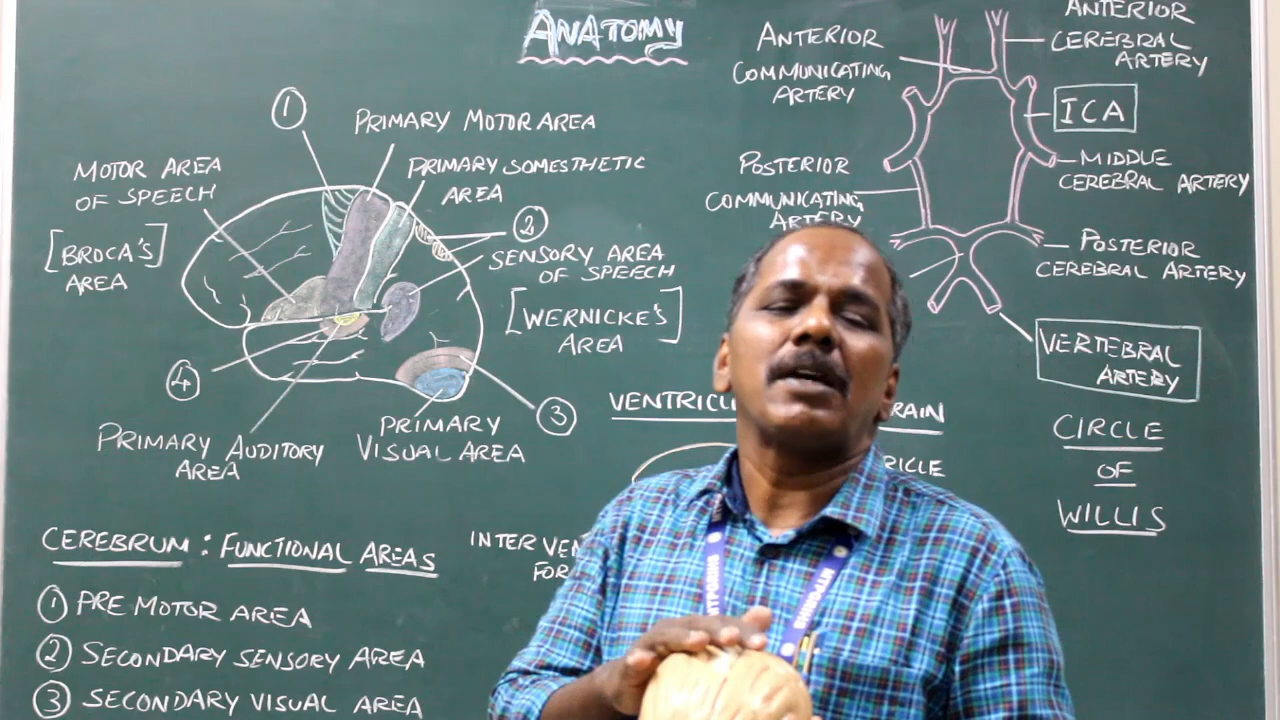 ANATOMY
①
PRIMARY MOTOR AREA
MOTOR AREA
OF SPEECH
[BROCA'S]
AREA
PRIMARY SOMESTHETIC
AREA
②
SENSORY AREA
OF SPEECH
[WERNICKE'S]
AREA
④
③
PRIMARY AUDITORY
AREA
PRIMARY
VISUAL AREA
CEREBRUM : FUNCTIONAL AREAS
① PRE MOTOR AREA
② SECONDARY SENSORY AREA
③ SECONDARY VISUAL AREA
ANTERIOR
COMMUNICATING
ARTERY
ANTERIOR
CEREBRAL
ARTERY
ICA
MIDDLE
CEREBRAL ARTERY
POSTERIOR
COMMUNICATING
ARTERY
POSTERIOR
CEREBRAL ARTERY
VERTEBRAL
ARTERY
CIRCLE
OF
WILLIS